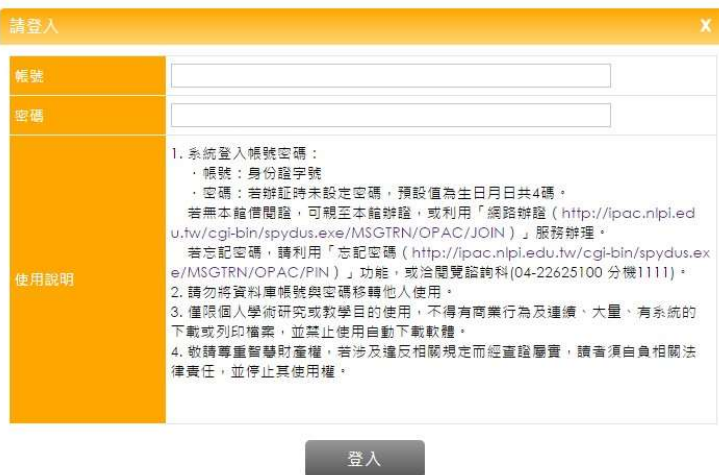 請登入
X
帳號
密碼
使用說明
1. 系統登入帳號密碼：
・帳號：身份證字號
・密碼：若辦証時未設定密碼，預設值為生日月日共4碼。
若無本館借閱證，可親至本館辦證，或利用「網路辦證（http://ipac.nlpi.ed
u.tw/cgi-bin/spydus.exe/MSGTRN/OPAC/JOIN）」服務辦理。
若忘記密碼，請利用「忘記密碼（http://ipac.nlpi.edu.tw/cgi-bin/spydus.ex
e/MSGTRN/OPAC/PIN）」功能，或洽閱覽諮詢科(04-22625100 分機1111)。
2. 請勿將資料庫帳號與密碼移轉他人使用。
3. 僅限個人學術研究或教學目的使用，不得有商業行為及連續、大量、有系統的
下載或列印檔案，並禁止使用自動下載軟體。
4. 敬請尊重智慧財產權，若涉及違反相關規定而經查證屬實，讀者須自負相關法
律責任，並停止其使用權。
登入